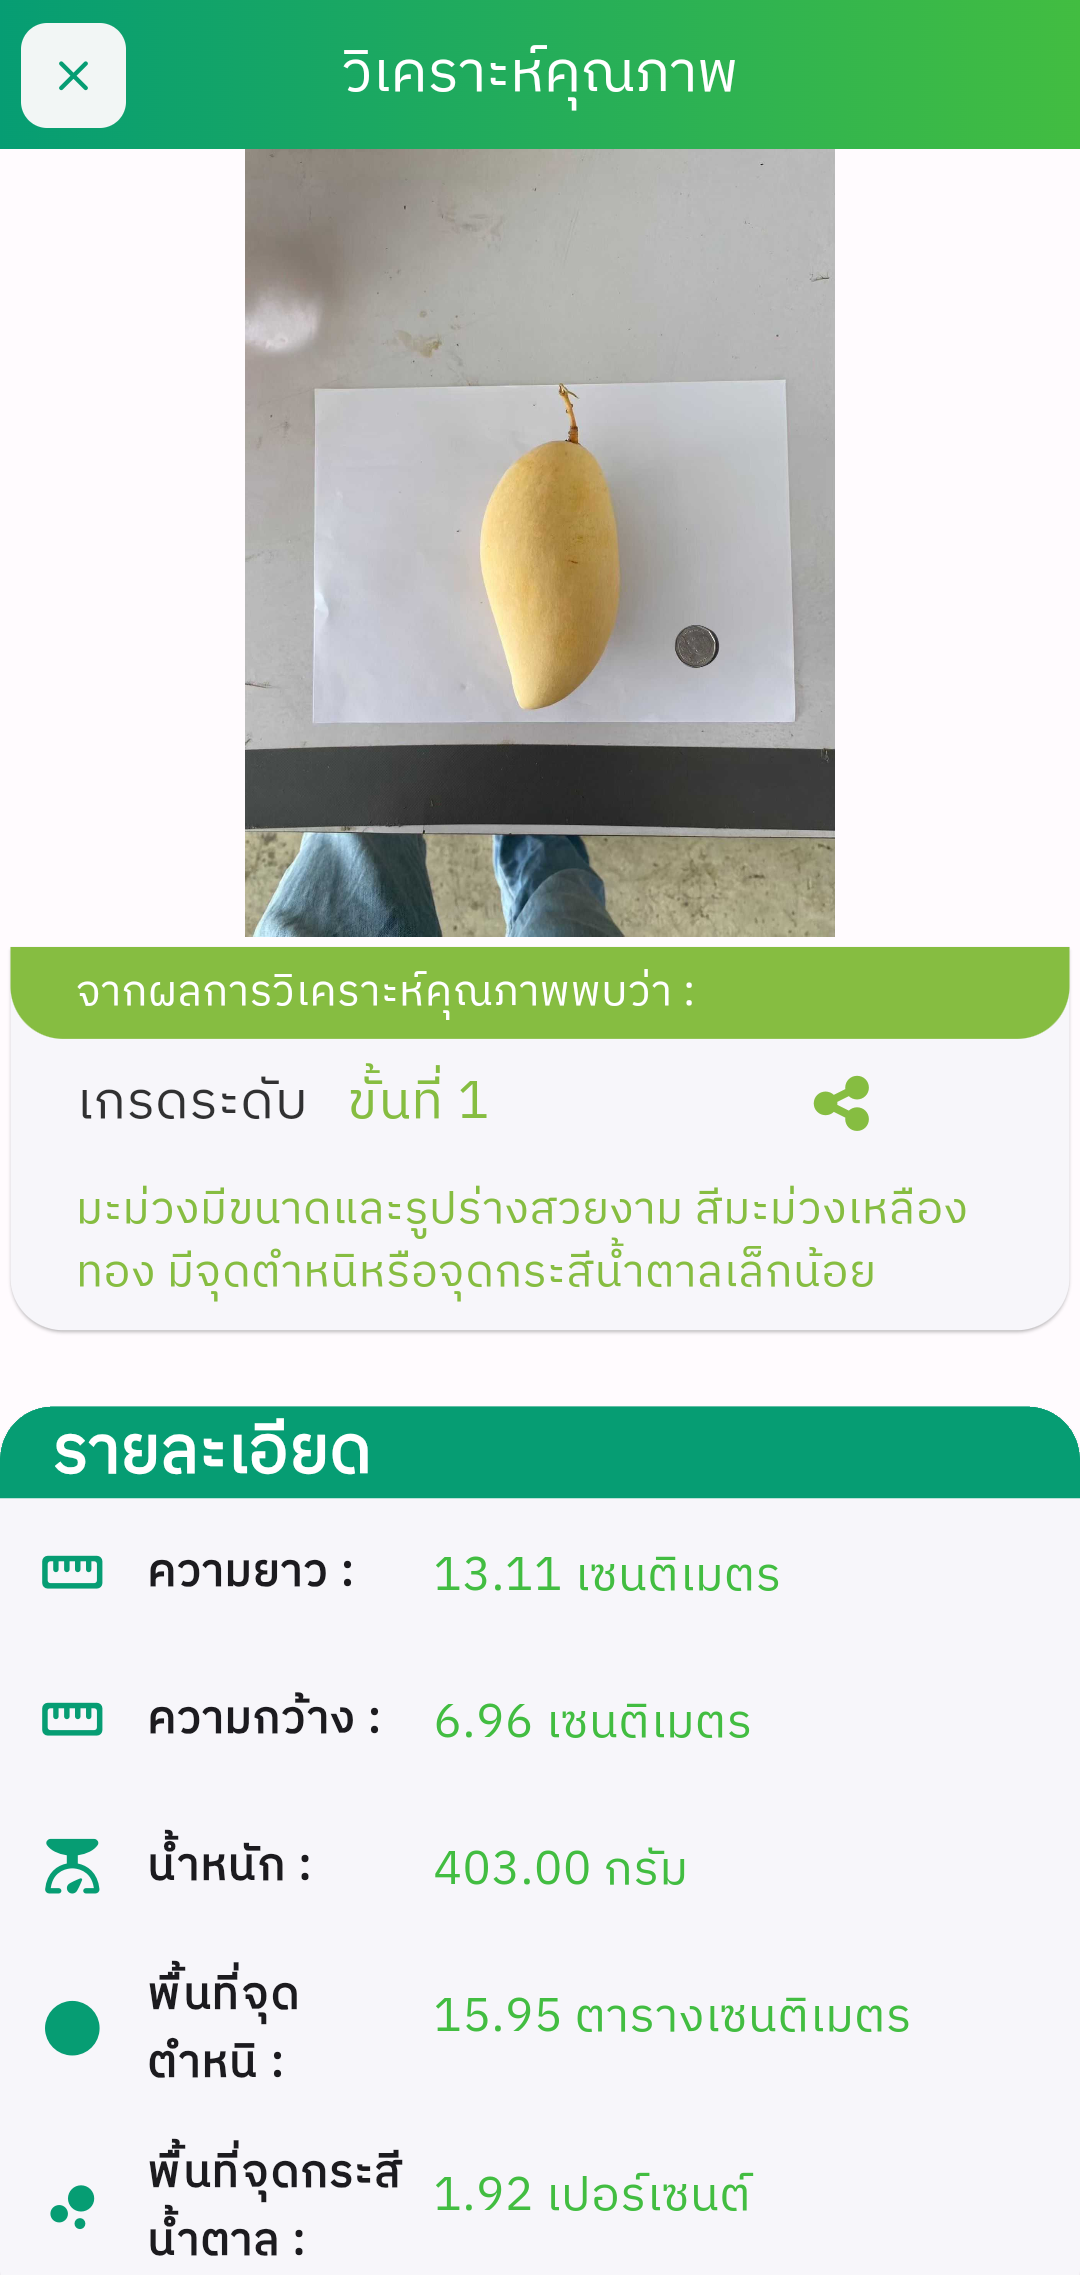 วิเคราะห์คุณภาพ
จากผลการวิเคราะห์คุณภาพพบว่า :
เกรดระดับ ขั้นที่ 1
มะม่วงมีขนาดและรูปร่างสวยงาม สีมะม่วงเหลือง
ทอง มีจุดตำหนิหรือจุดกระสีน้ำตาลเล็กน้อย
รายละเอียด
ความยาว : 13.11 เซนติเมตร
ความกว้าง : 6.96 เซนติเมตร
น้ำหนัก : 403.00 กรัม
พื้นที่จุด
ตำหนิ : 15.95 ตารางเซนติเมตร
พื้นที่จุดกระสี
น้ำตาล : 1.92 เปอร์เซนต์